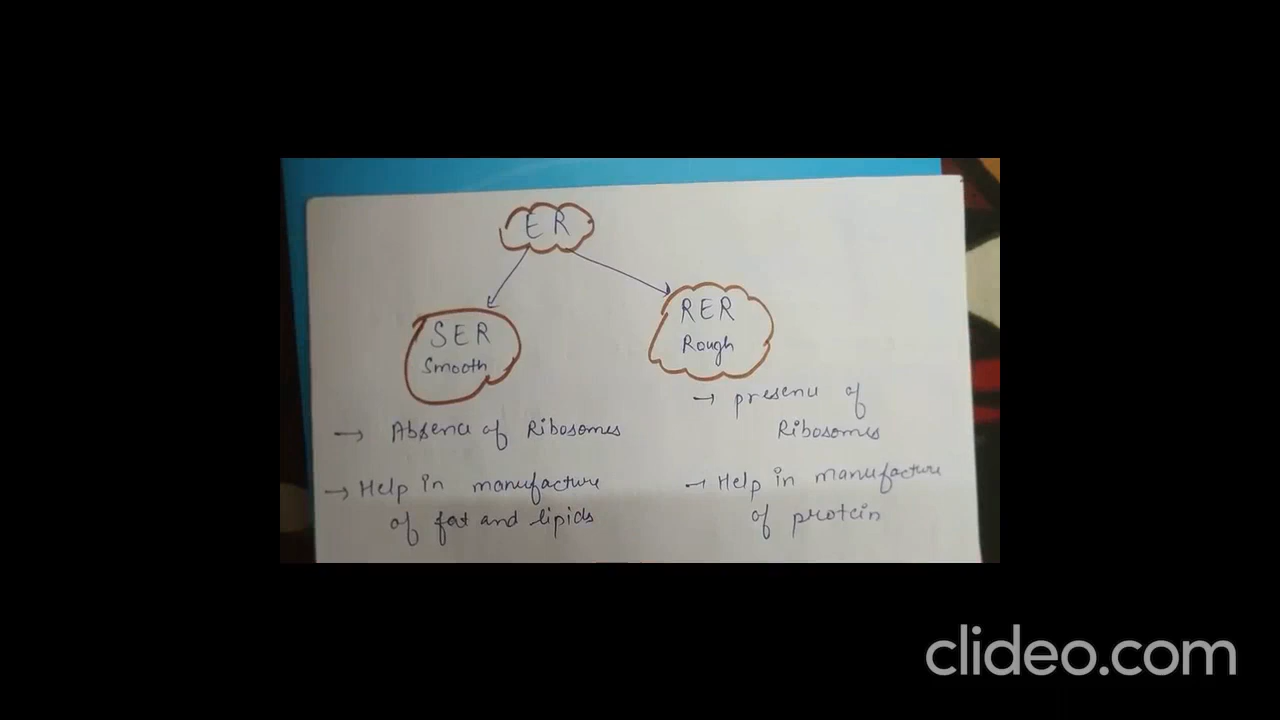 ER
SER
Smooth
RER
Rough
→ Absence of Ribosomes
→ Help in manufacture
of fat and lipids
→ presence of
Ribosomes
→ Help in manufacture
of protein
clideo.com